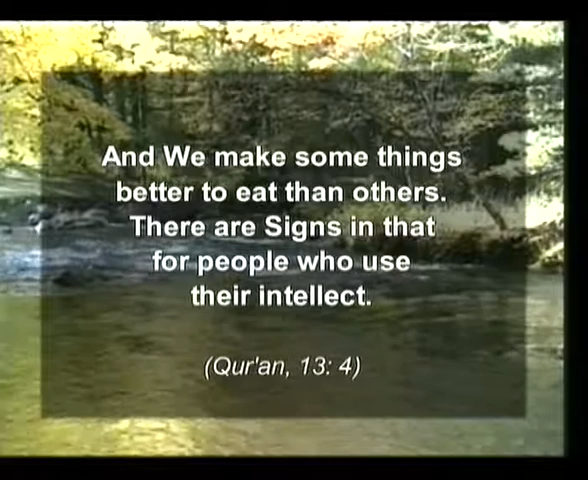 And We make some things
better to eat than others.
There are Signs in that
for people who use
their intellect.
(Qur'an, 13: 4)